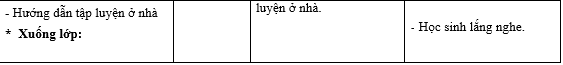 - Hướng dẫn tập luyện ở nhà
* Xuống lớp:
luyện ở nhà.
- Học sinh lắng nghe.